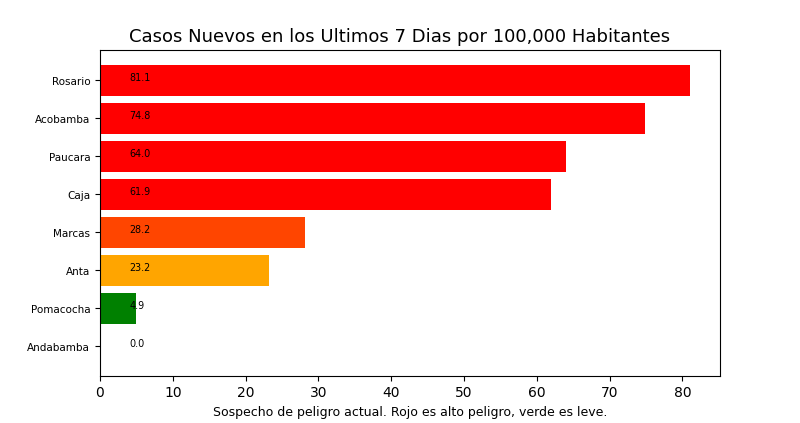 Casos Nuevos en los Ultimos 7 Dias por 100,000 Habitantes
Rosario 81.1
Acobamba 74.8
Paucara 64.0
Caja 61.9
Marcas 28.2
Anta 23.2
Pomacocha 4.9
Andabamba 0.0
0 10 20 30 40 50 60 70 80
Sospecho de peligro actual. Rojo es alto peligro, verde es leve.